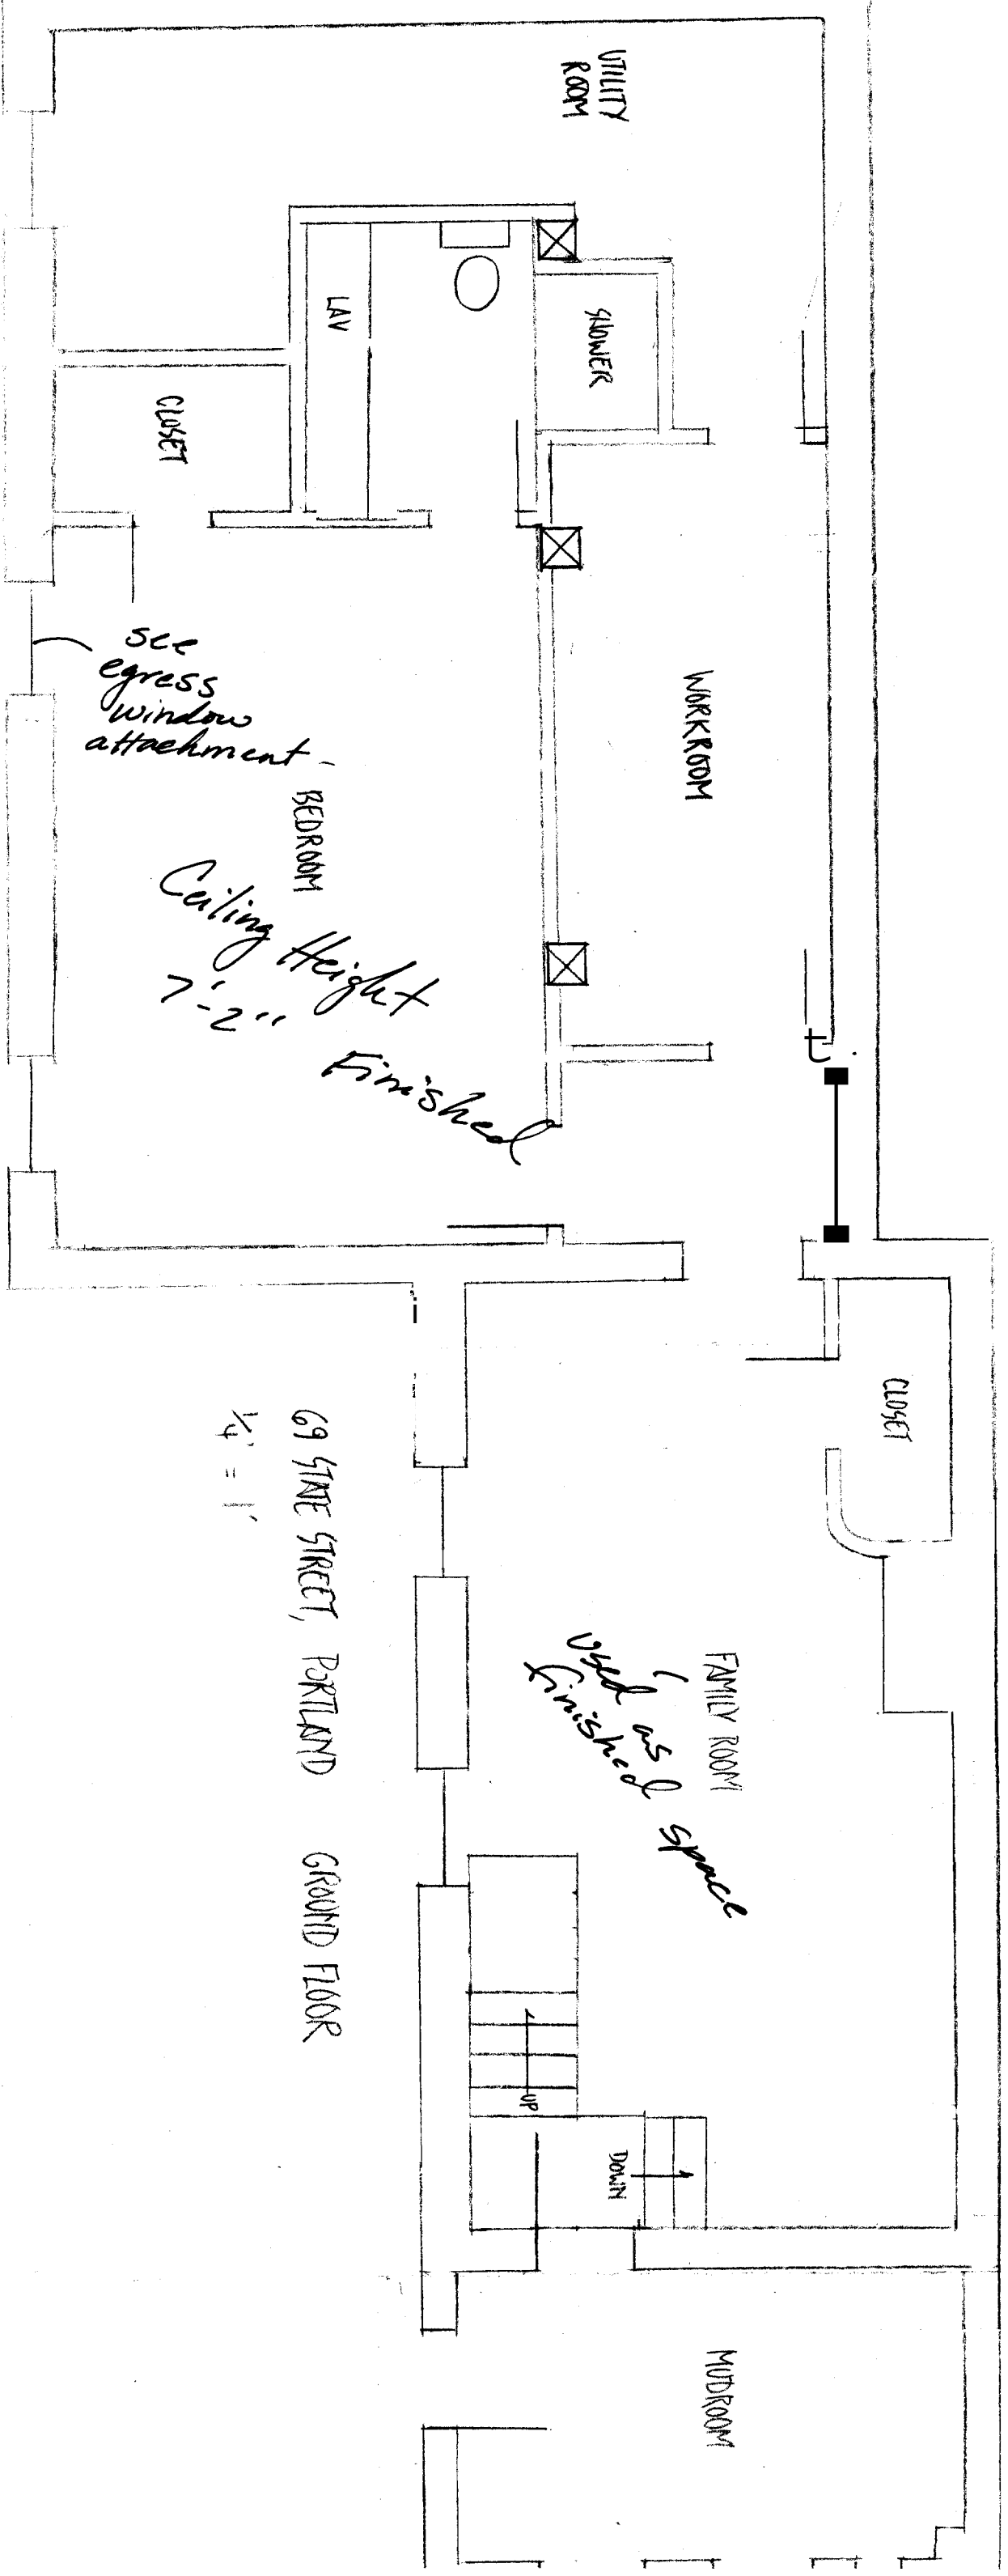 UTILITY
ROOM
LAV
SHOWER
CLOSET
see
egress
window
attachment -
BEDROOM
WORKROOM
Ceiling Height
7'-2"
Finished
t.
CLOSET
69 STATE STREET, PORTLAND GROUND FLOOR
1/4" = 1'
FAMILY ROOM
used as
finished space
UP
DOWN
MUDROOM